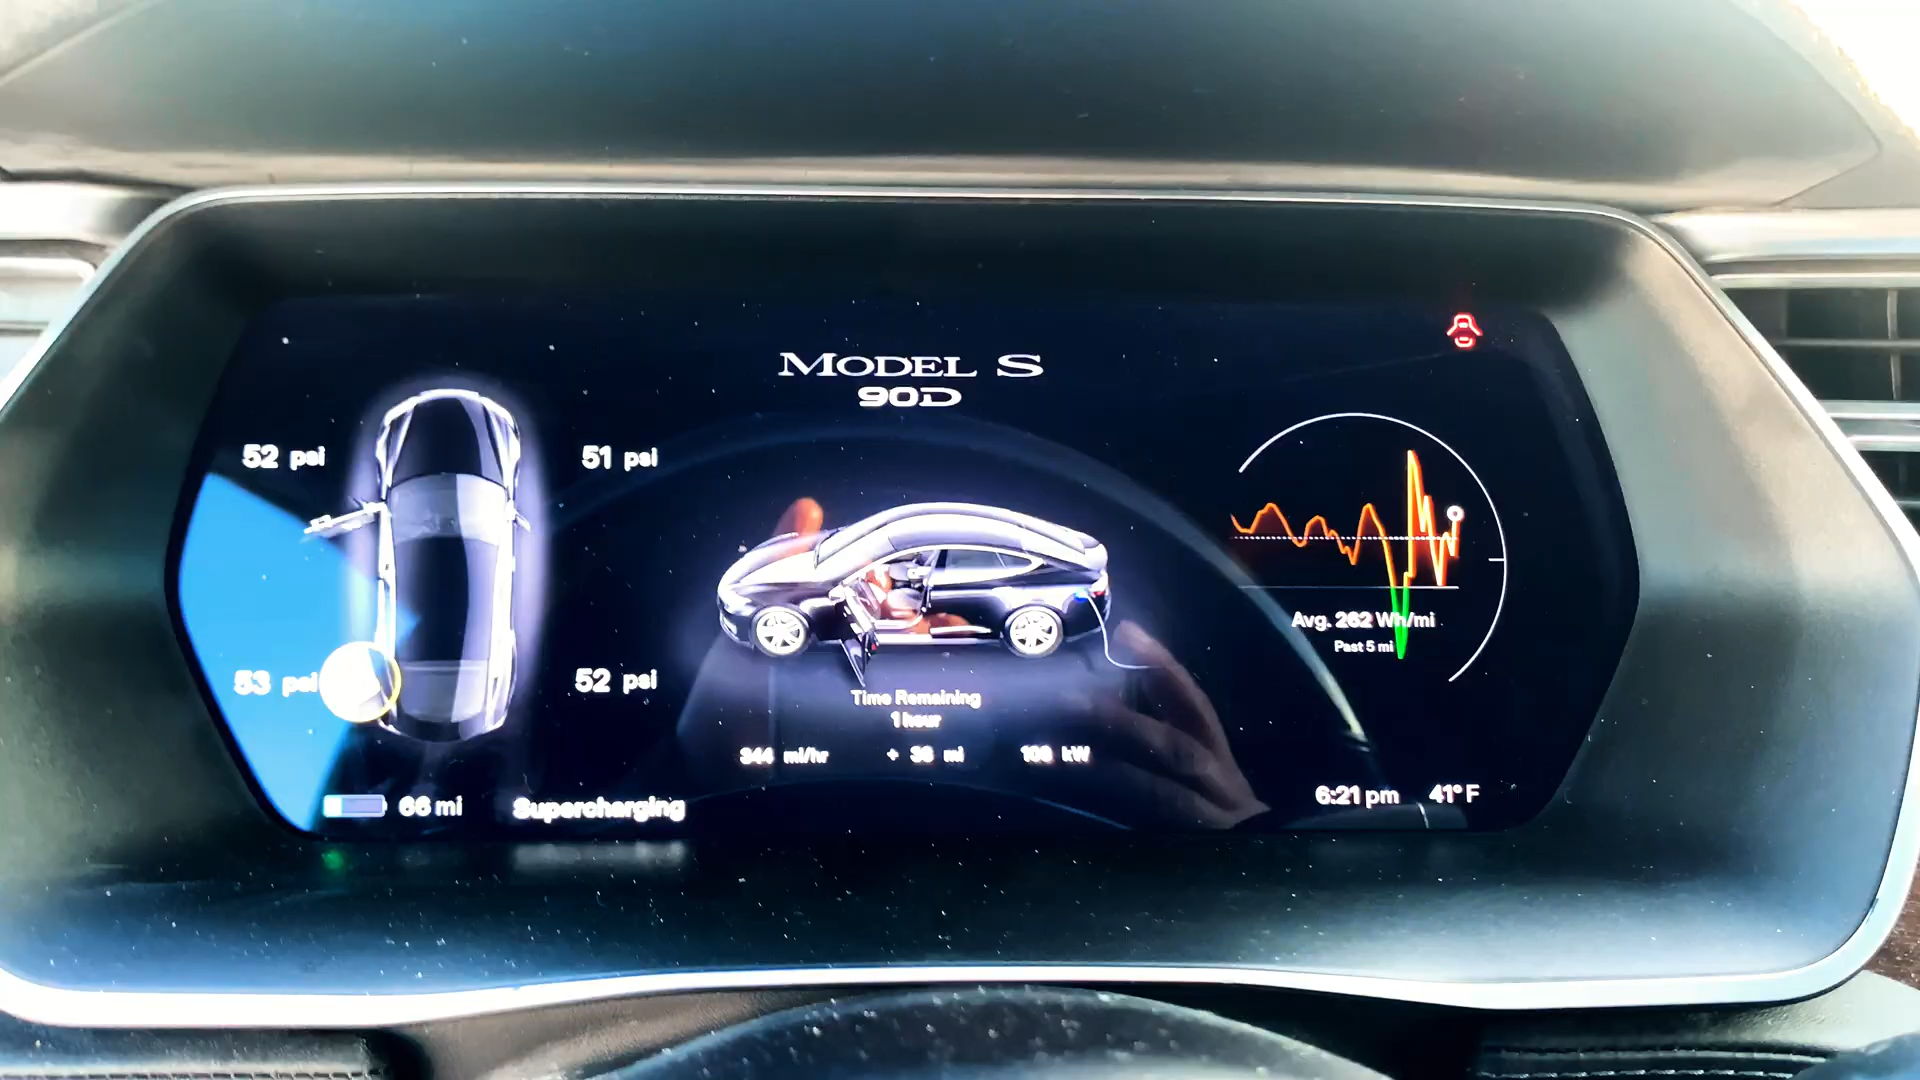 MODEL S
90D
52 psi
51 psi
53 psi
52 psi
Avg. 262 Wh/mi
Past 5 mi
Time Remaining
1 hour
344 mi/hr
mi
kW
66 mi
Supercharging
6:21 pm
41°F